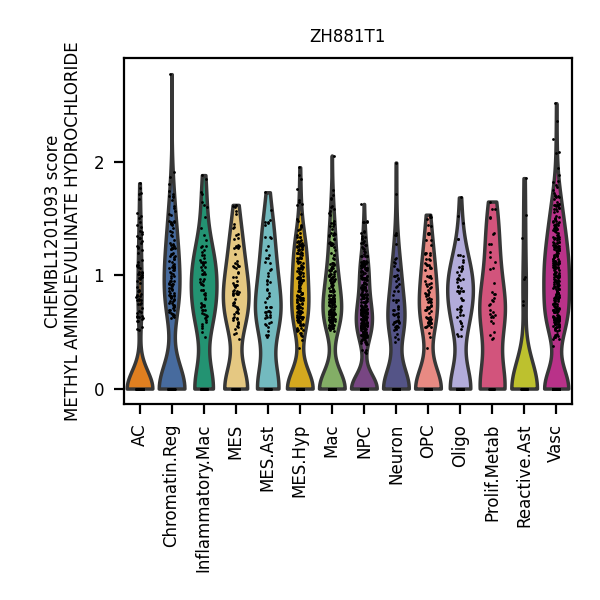 ZH881T1
CHEMBL1201093 score
METHYL AMINOLEVULINATE HYDROCHLORIDE
2
1
0
AC
Chromatin.Reg
Inflammatory.Mac
MES
MES.Ast
MES.Hyp
Mac
NPC
Neuron
OPC
Oligo
Prolif.Metab
Reactive.Ast
Vasc